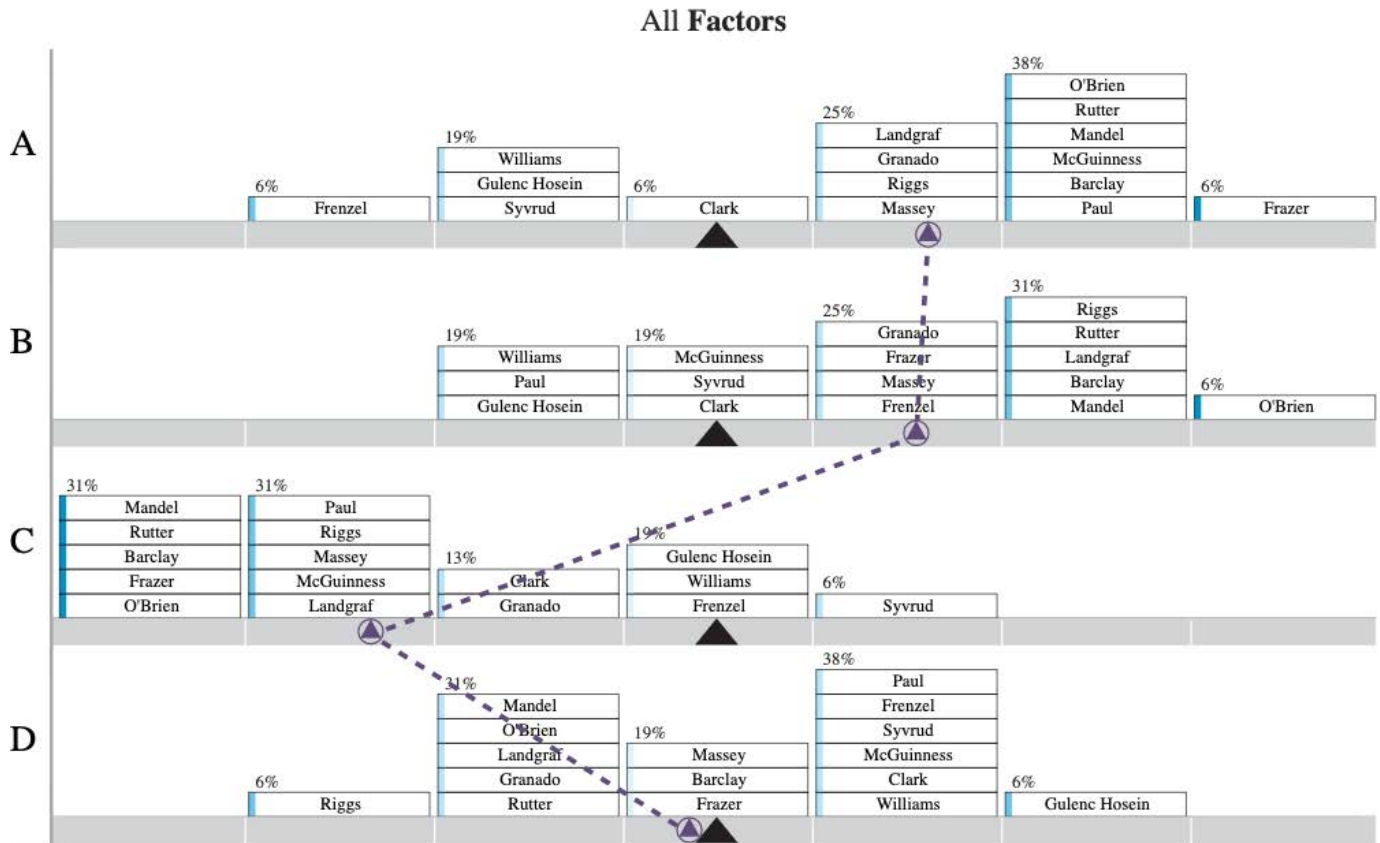 All Factors
A
6%
Frenzel
19%
Williams
Gulenc Hosein
Syvrud
6%
Clark
25%
Landgraf
Granado
Riggs
Massey
38%
O'Brien
Rutter
Mandel
McGuinness
Barclay
Paul
6%
Frazer
B
19%
Williams
Paul
Gulenc Hosein
19%
McGuinness
Syvrud
Clark
25%
Granado
Frazer
Massey
Frenzel
31%
Riggs
Rutter
Landgraf
Barclay
Mandel
6%
O'Brien
C
31%
Mandel
Rutter
Barclay
Frazer
O'Brien
31%
Paul
Riggs
Massey
McGuinness
Landgraf
13%
Clark
Granado
19%
Gulenc Hosein
Williams
Frenzel
6%
Syvrud
D
6%
Riggs
31%
Mandel
O'Brien
Landgraf
Granado
Rutter
19%
Massey
Barclay
Frazer
38%
Paul
Frenzel
Syvrud
McGuinness
Clark
Williams
6%
Gulenc Hosein